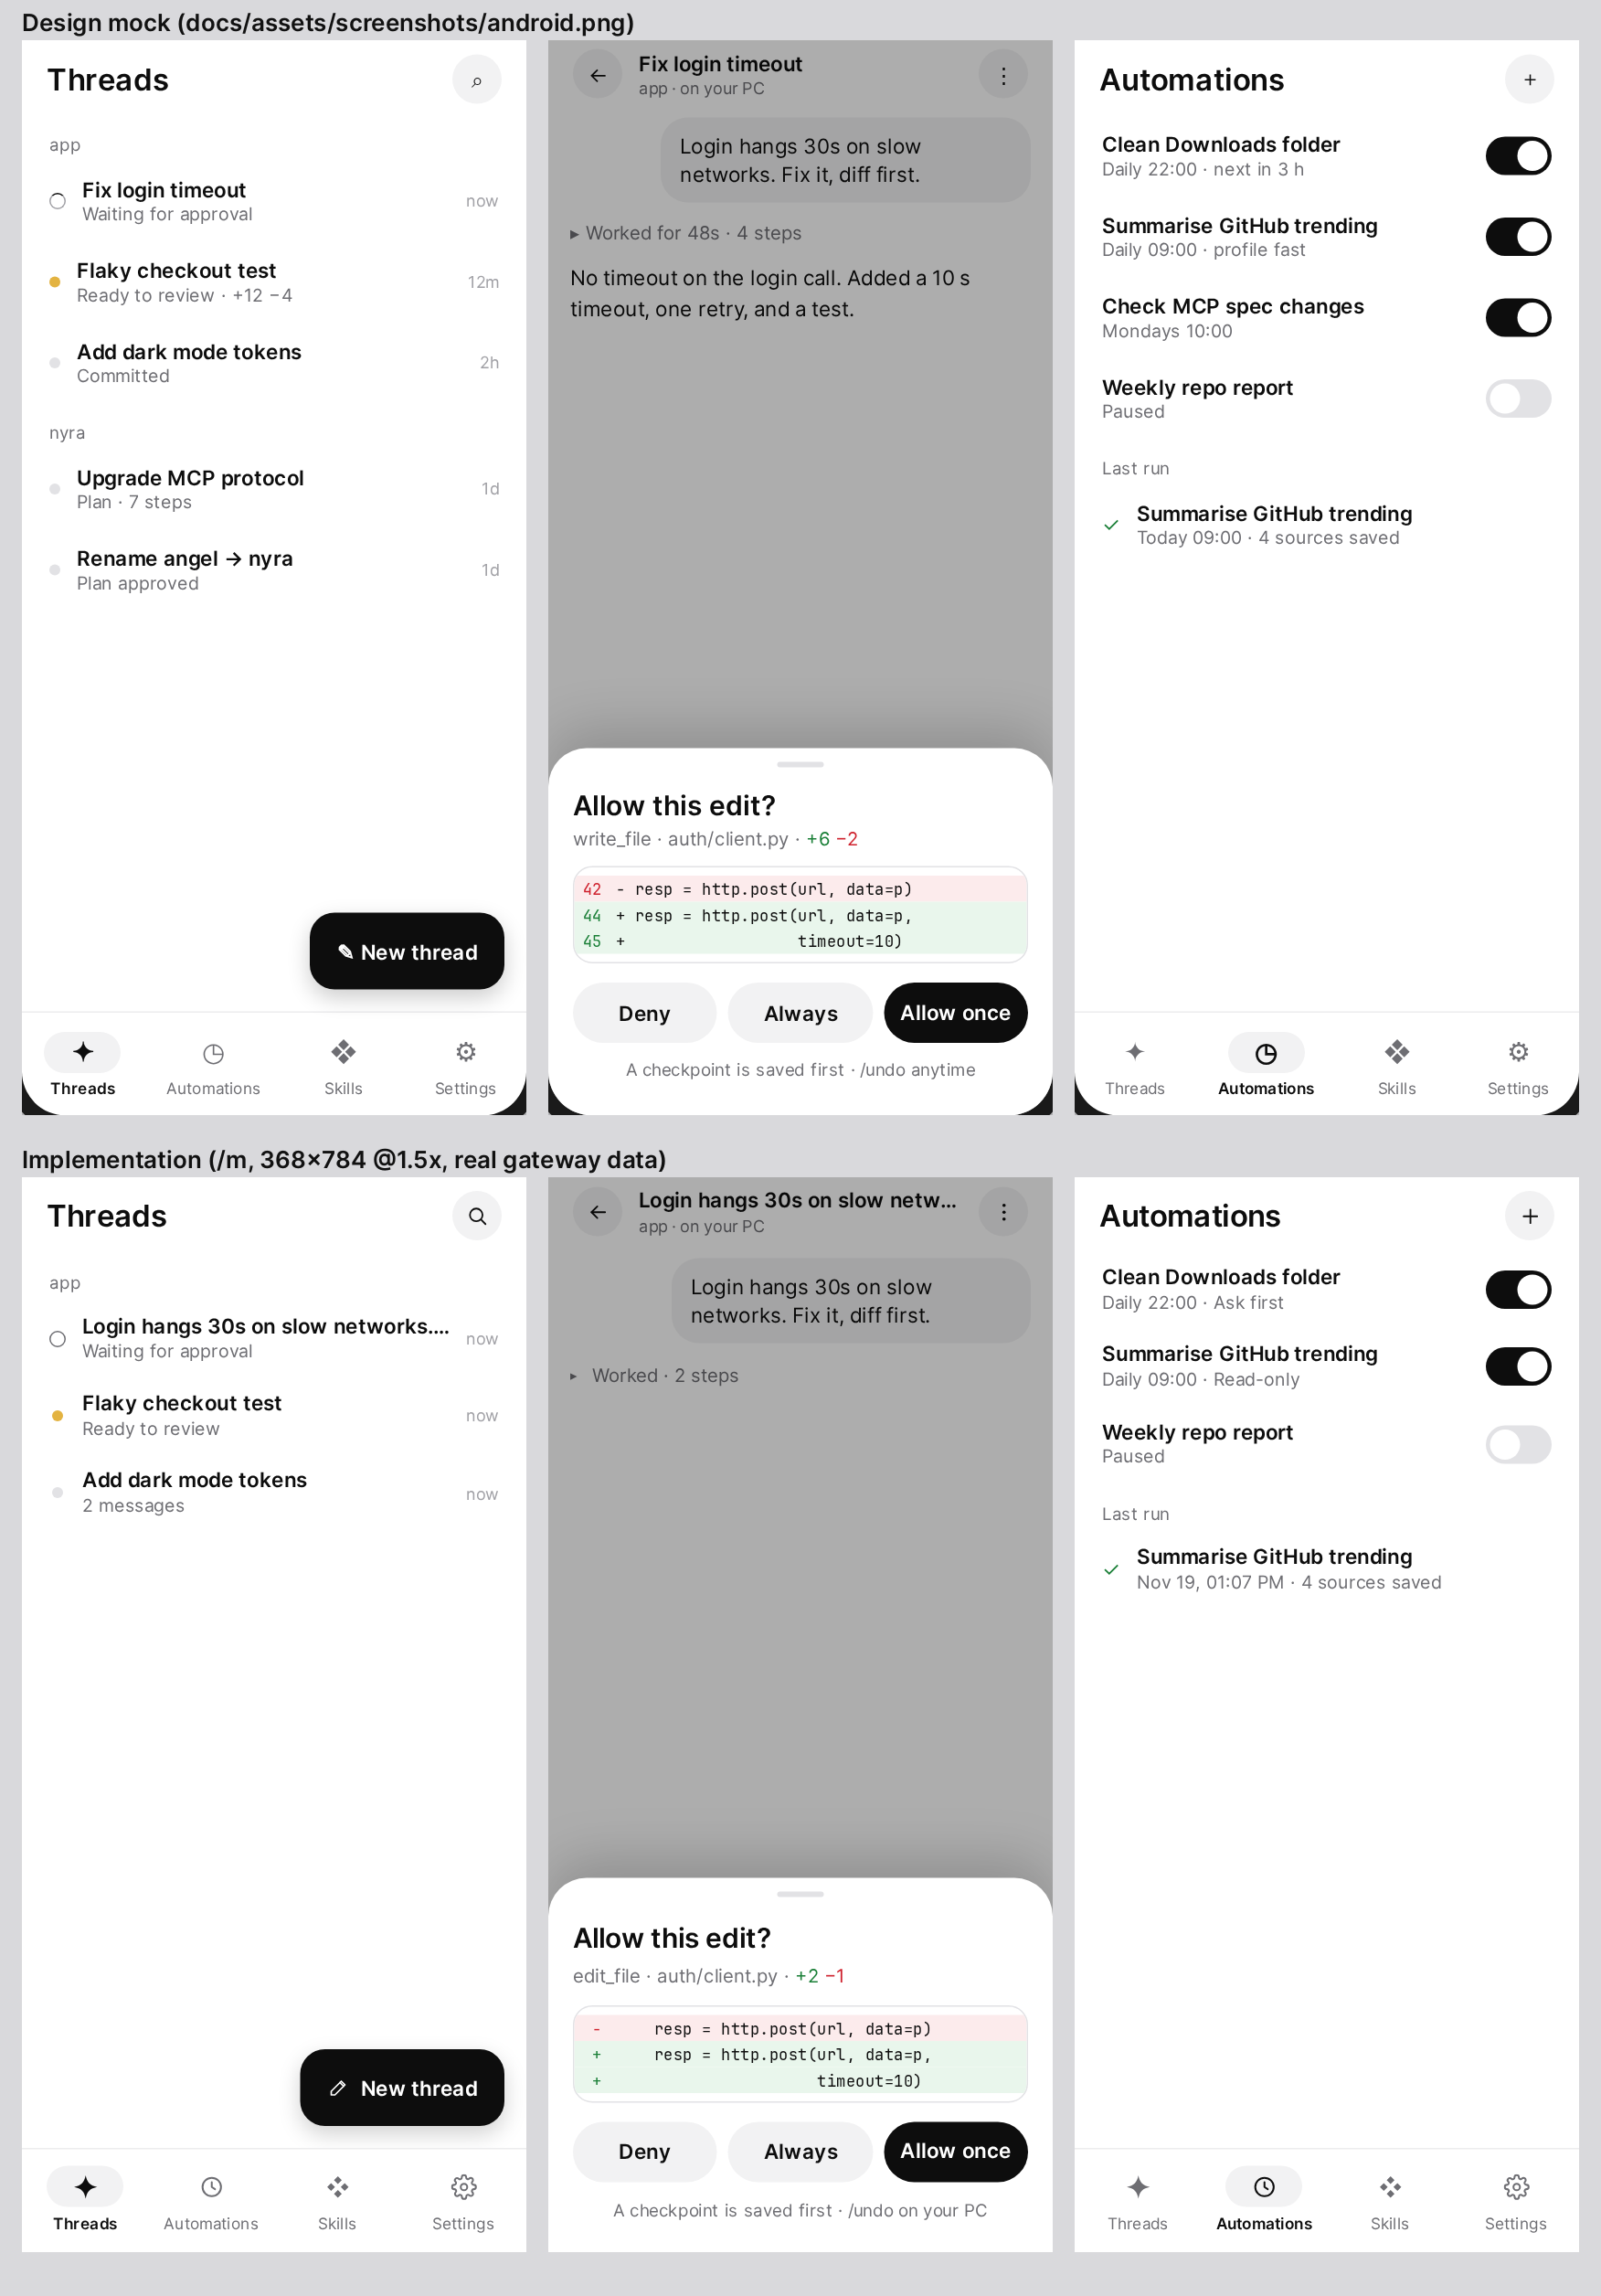 Design mock (docs/assets/screenshots/android.png)
Threads
app
Fix login timeout
Waiting for approval
now
Flaky checkout test
Ready to review · +12 −4
12m
Add dark mode tokens
Committed
2h
nyra
Upgrade MCP protocol
Plan · 7 steps
1d
Rename angel → nyra
Plan approved
1d
✎ New thread
Threads
Automations
Skills
Settings
Fix login timeout
app · on your PC
Login hangs 30s on slow
networks. Fix it, diff first.
▸ Worked for 48s · 4 steps
No timeout on the login call. Added a 10 s
timeout, one retry, and a test.
Allow this edit?
write_file · auth/client.py · +6 −2
42 - resp = http.post(url, data=p)
44 + resp = http.post(url, data=p,
45 + timeout=10)
Deny
Always
Allow once
A checkpoint is saved first · /undo anytime
Automations
+
Clean Downloads folder
Daily 22:00 · next in 3 h
Summarise GitHub trending
Daily 09:00 · profile fast
Check MCP spec changes
Mondays 10:00
Weekly repo report
Paused
Last run
Summarise GitHub trending
Today 09:00 · 4 sources saved
Threads
Automations
Skills
Settings
Implementation (/m, 368×784 @1.5x, real gateway data)
Threads
app
Login hangs 30s on slow networks....
Waiting for approval
now
Flaky checkout test
Ready to review
now
Add dark mode tokens
2 messages
now
New thread
Threads
Automations
Skills
Settings
Login hangs 30s on slow netw...
app · on your PC
Login hangs 30s on slow
networks. Fix it, diff first.
▸ Worked · 2 steps
Allow this edit?
edit_file · auth/client.py · +2 −1
- resp = http.post(url, data=p)
+ resp = http.post(url, data=p,
+ timeout=10)
Deny
Always
Allow once
A checkpoint is saved first · /undo on your PC
Automations
+
Clean Downloads folder
Daily 22:00 · Ask first
Summarise GitHub trending
Daily 09:00 · Read-only
Weekly repo report
Paused
Last run
Summarise GitHub trending
Nov 19, 01:07 PM · 4 sources saved
Threads
Automations
Skills
Settings